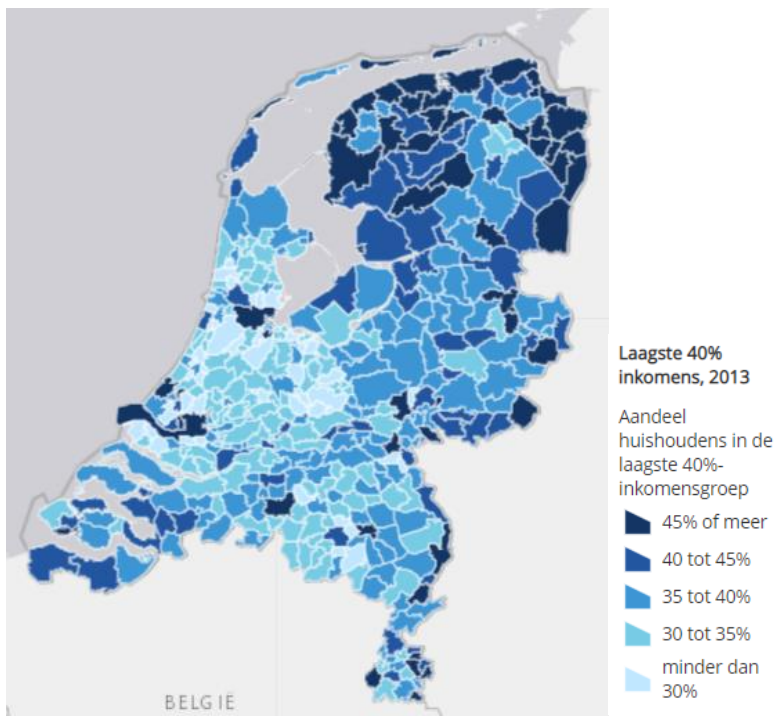 Laagste 40%
inkomens, 2013
Aandeel
huishoudens in de
laagste 40%-
inkomensgroep
45% of meer
40 tot 45%
35 tot 40%
30 tot 35%
minder dan
30%
BELGIË